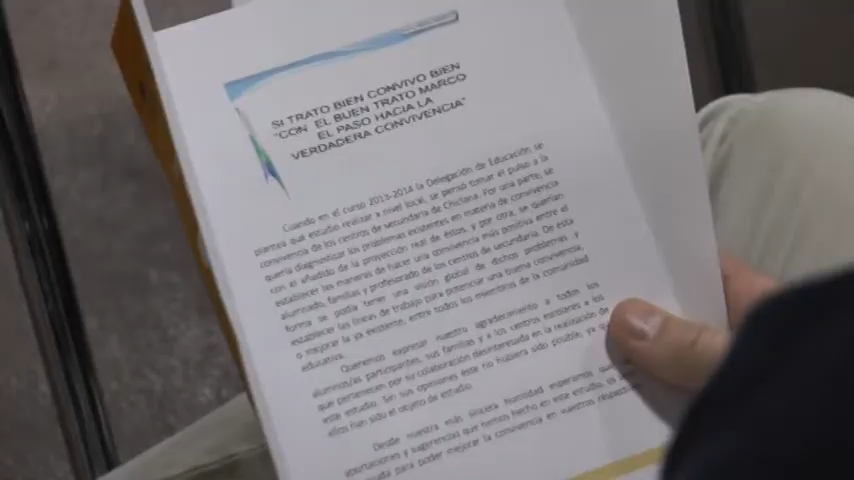 SI TRATO BIEN CONVIVO BIEN
"CON EL BUEN TRATO MARCO
EL PASO HACIA LA
VERDADERA CONVIVENCIA"
Cuando en el curso 2013-2014 la Delegación de Educación se
plantea qué estudio realizar a nivel local, se pensó tomar el pulso a la
convivencia de los centros de secundaria de Chiclana. Por una parte, se
quería diagnosticar los problemas existentes en materia de convivencia
con el añadido de la proyección real de éstos, y por otra, se querían
establecer las maneras de hacer una convivencia más positiva entre el
alumnado, familias y profesorado de los centros de secundaria. De esta
forma se podía tener una visión global de dichos problemas y
establecer las líneas de trabajo para potenciar una buena convivencia,
o mejorar la ya existente, entre todos los miembros de la comunidad
educativa.
Queremos expresar nuestro agradecimiento a todos los
alumnos/as participantes, sus familias y a los centros escolares a los
que pertenecen por su colaboración desinteresada en la realización de
este estudio. Sin sus opiniones éste no hubiera sido posible, ya
ellos han sido el objeto de estudio.
Desde nuestra más sincera humildad esperamos
aportaciones y sugerencias que hemos hecho en este estudio, os
para poder mejorar la convivencia en vuestros